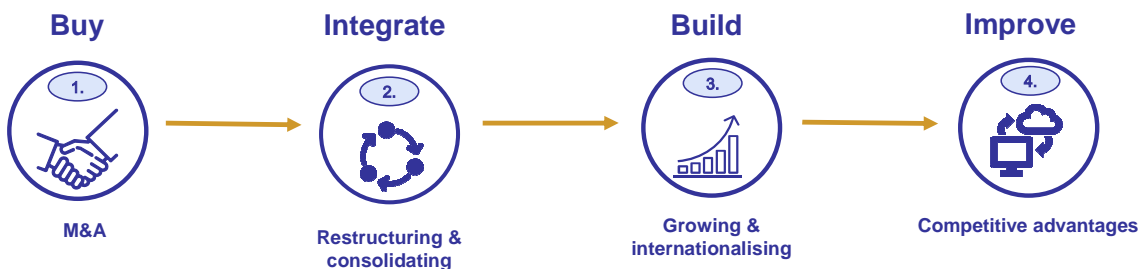 Buy
Integrate
Build
Improve
1.
2.
3.
4.
M&A
Restructuring &
consolidating
Growing &
internationalising
Competitive advantages